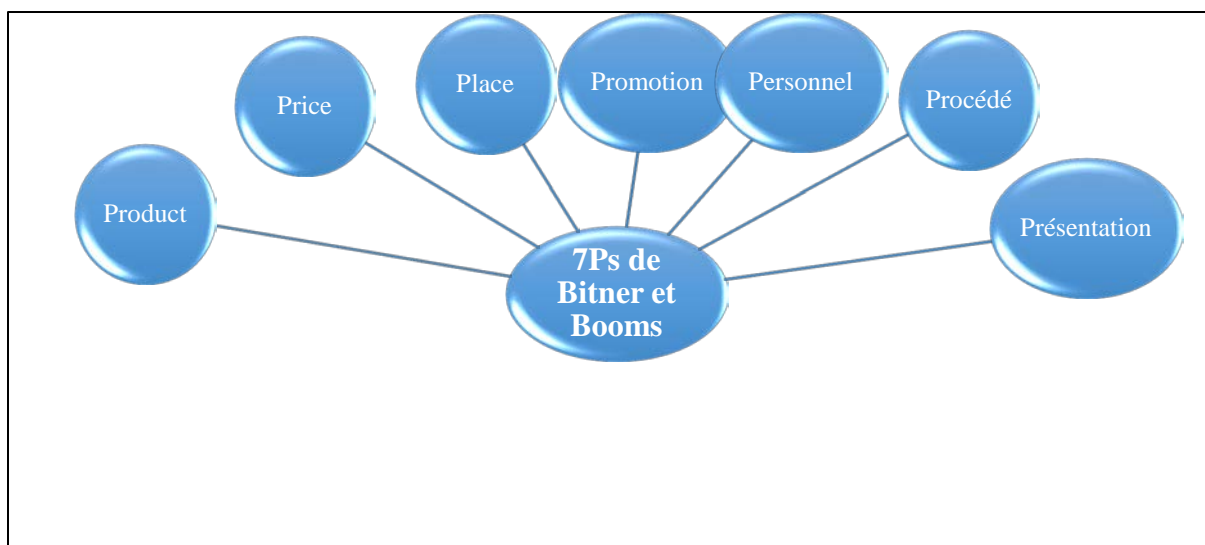 Product
Price
Place
Promotion
Personnel
Procédé
Présentation
7Ps de
Bitner et
Booms